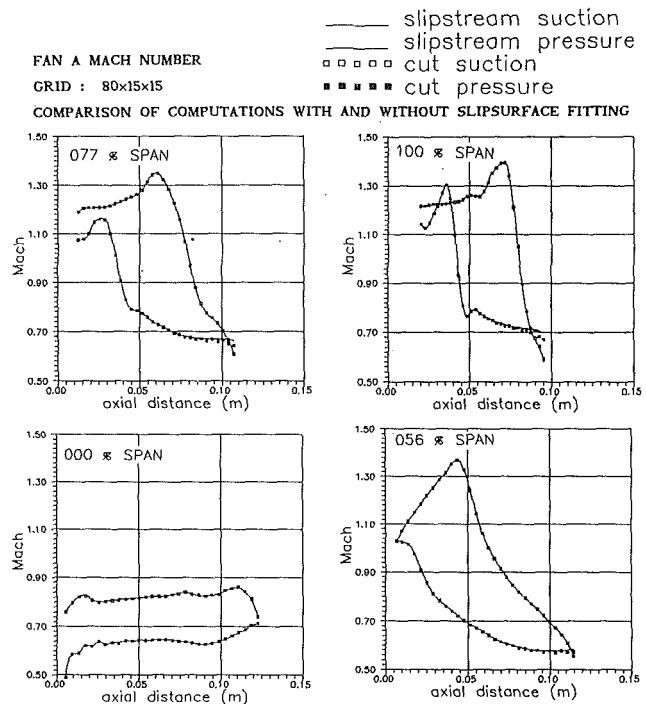 slipstream suction
slipstream pressure
cut suction
cut pressure
FAN A MACH NUMBER
GRID : 80x15x15
COMPARISON OF COMPUTATIONS WITH AND WITHOUT SLIPSURFACE FITTING
077 % SPAN
1.50
1.30
1.10
0.90
0.70
0.50
Mach
0.00 0.05 0.10 0.15
axial distance (m)
100 % SPAN
1.50
1.30
1.10
0.90
0.70
0.50
Mach
0.00 0.05 0.10 0.15
axial distance (m)
000 % SPAN
1.50
1.30
1.10
0.90
0.70
0.50
Mach
0.00 0.05 0.10 0.15
axial distance (m)
056 % SPAN
1.50
1.30
1.10
0.90
0.70
0.50
Mach
0.00 0.05 0.10 0.15
axial distance (m)